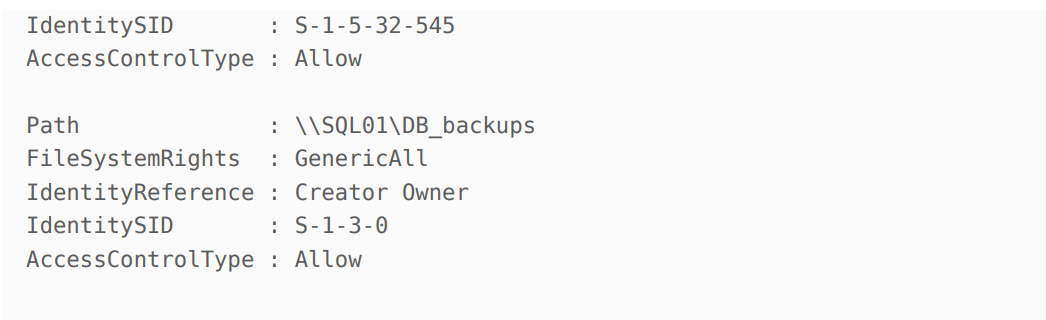 IdentitySID       : S-1-5-32-545
AccessControlType : Allow
Path              : \\SQL01\DB_backups
FileSystemRights  : GenericAll
IdentityReference : Creator Owner
IdentitySID       : S-1-3-0
AccessControlType : Allow